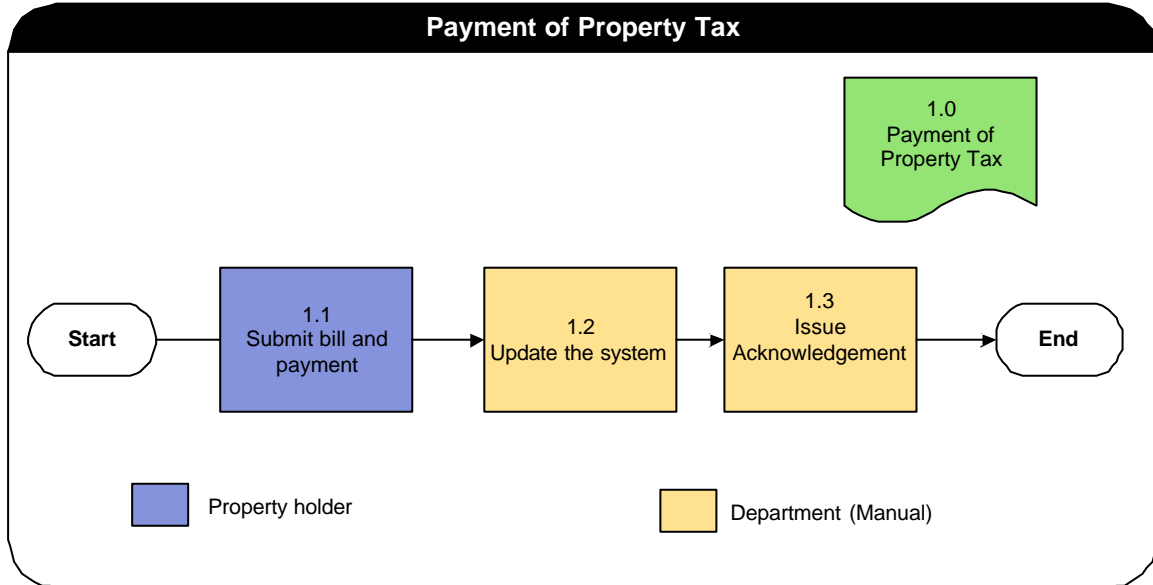 Payment of Property Tax
1.0
Payment of
Property Tax
Start
1.1
Submit bill and
payment
1.2
Update the system
1.3
Issue
Acknowledgement
End
Property holder
Department (Manual)